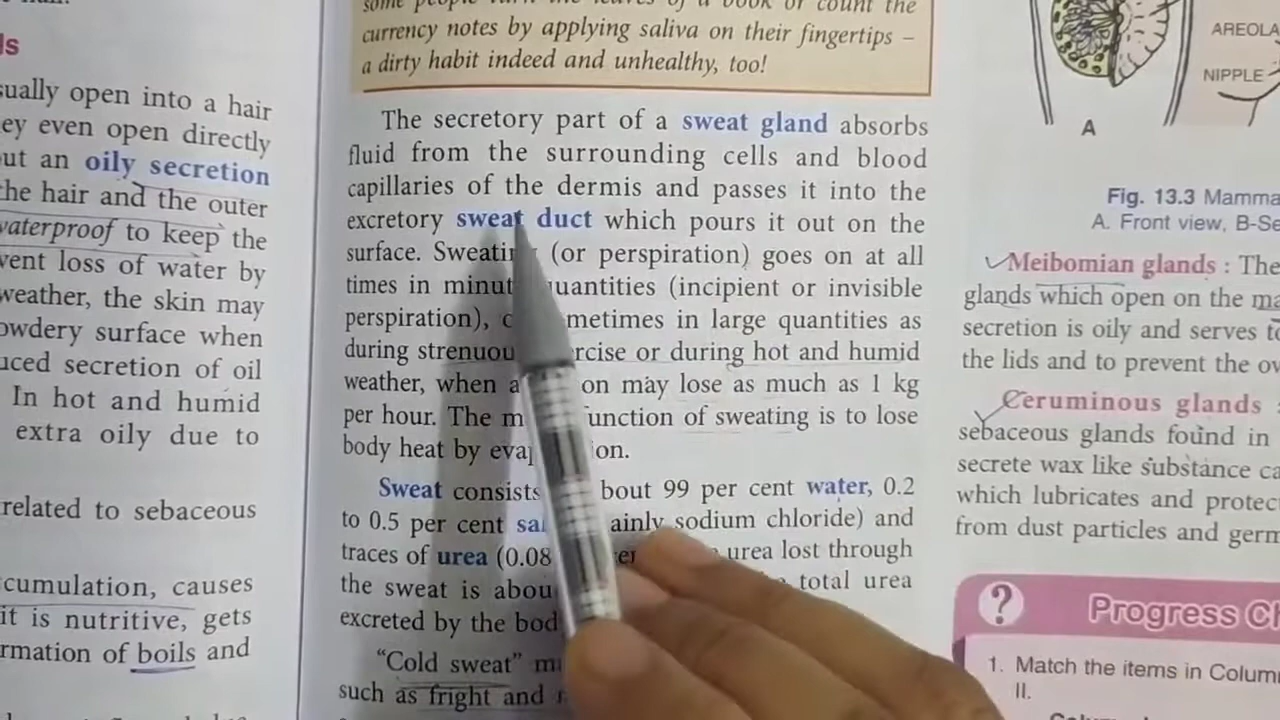 ls
sually open into a hair
ey even open directly
ut an oily secretion
the hair and the outer
waterproof to keep the
vent loss of water by
weather, the skin may
owdery surface when
uced secretion of oil
In hot and humid
extra oily due to
related to sebaceous
cumulation, causes
it is nutritive, gets
rmation of boils and
some people turn the leaves of a book or count the
currency notes by applying saliva on their fingertips –
a dirty habit indeed and unhealthy, too!
The secretory part of a sweat gland absorbs
fluid from the surrounding cells and blood
capillaries of the dermis and passes it into the
excretory sweat duct which pours it out on the
surface. Sweatin (or perspiration) goes on at all
times in minut quantities (incipient or invisible
perspiration), metimes in large quantities as
during strenuou rcise or during hot and humid
weather, when a on may lose as much as 1 kg
per hour. The m unction of sweating is to lose
body heat by evap ion.
Sweat consists bout 99 per cent water, 0.2
to 0.5 per cent sa ainly sodium chloride) and
traces of urea (0.08 urea lost through
the sweat is abou total urea
excreted by the bod
"Cold sweat" m
such as fright and
AREOLA
NIPPLE
A
Fig. 13.3 Mamma
A. Front view, B-Se
Meibomian glands : The
glands which open on the ma
secretion is oily and serves to
the lids and to prevent the ov
Ceruminous glands :
sebaceous glands found in
secrete wax like substance ca
which lubricates and protec
from dust particles and germ
? Progress Ch
1. Match the items in Colum
II.